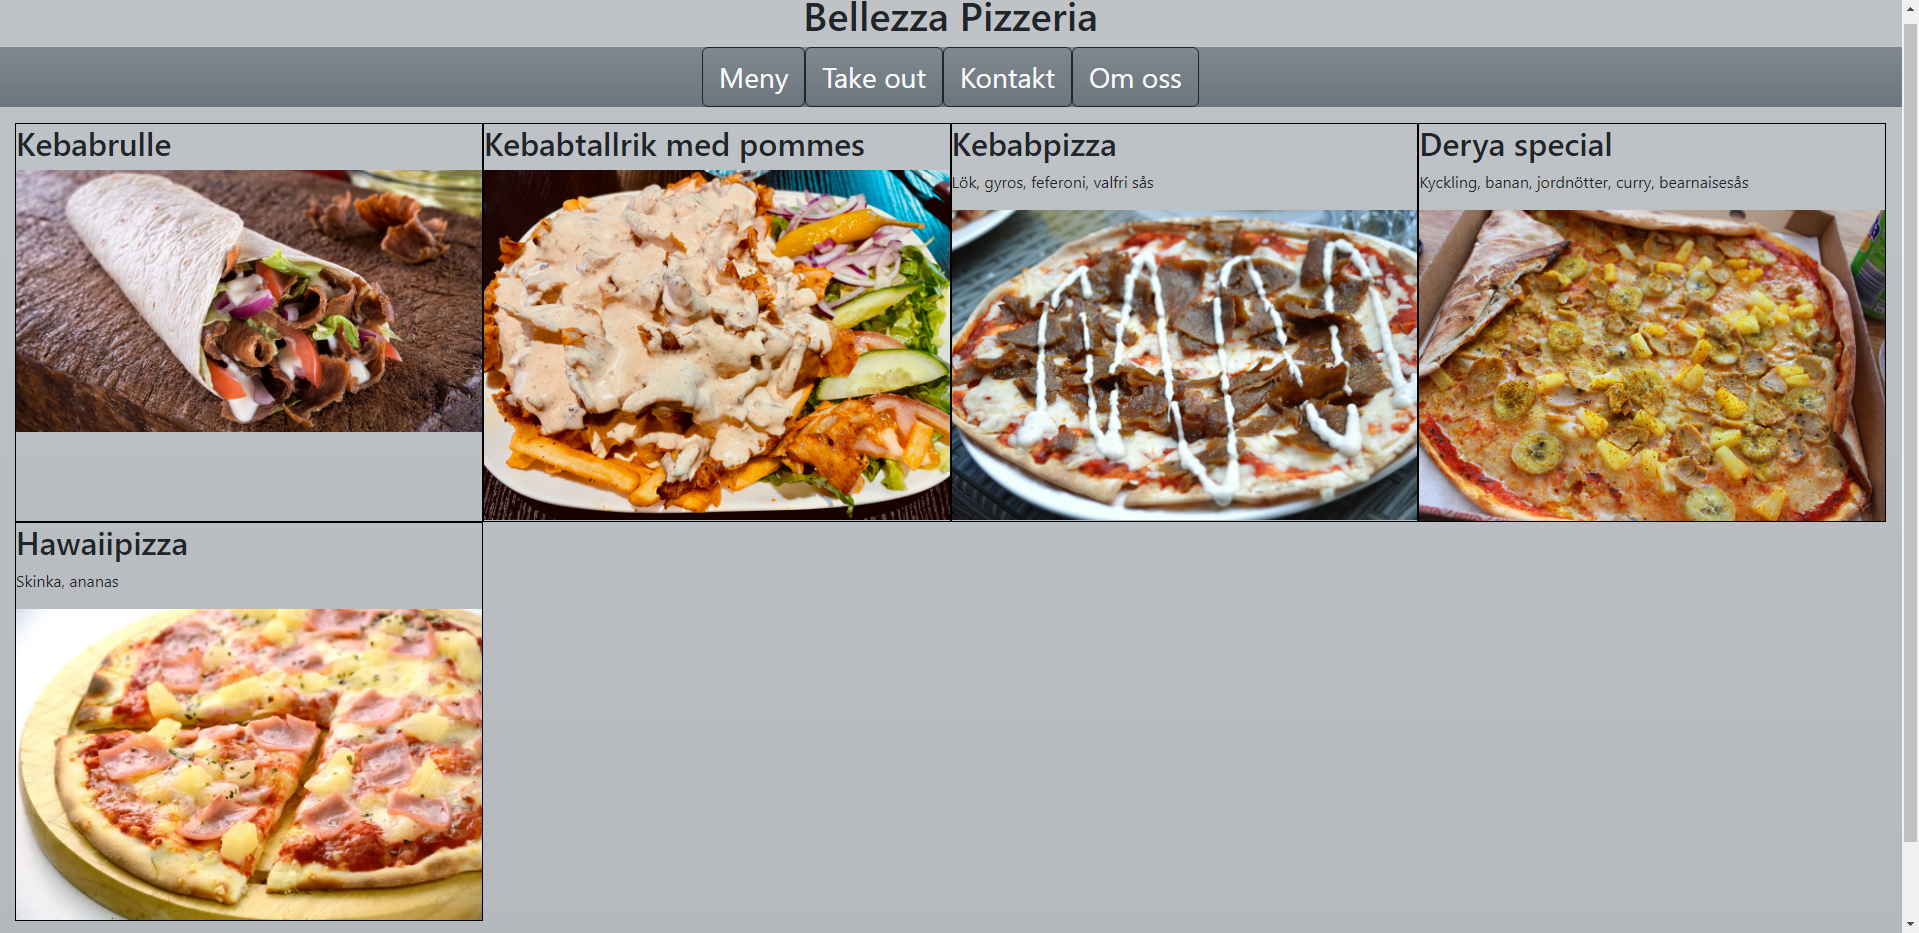 Bellezza Pizzeria
Meny
Take out
Kontakt
Om oss
Kebabrulle
Kebabtallrik med pommes
Kebabpizza
Lök, gyros, feferoni, valfri sås
Derya special
Kyckling, banan, jordnötter, curry, bearnaisesås
Hawaiipizza
Skinka, ananas